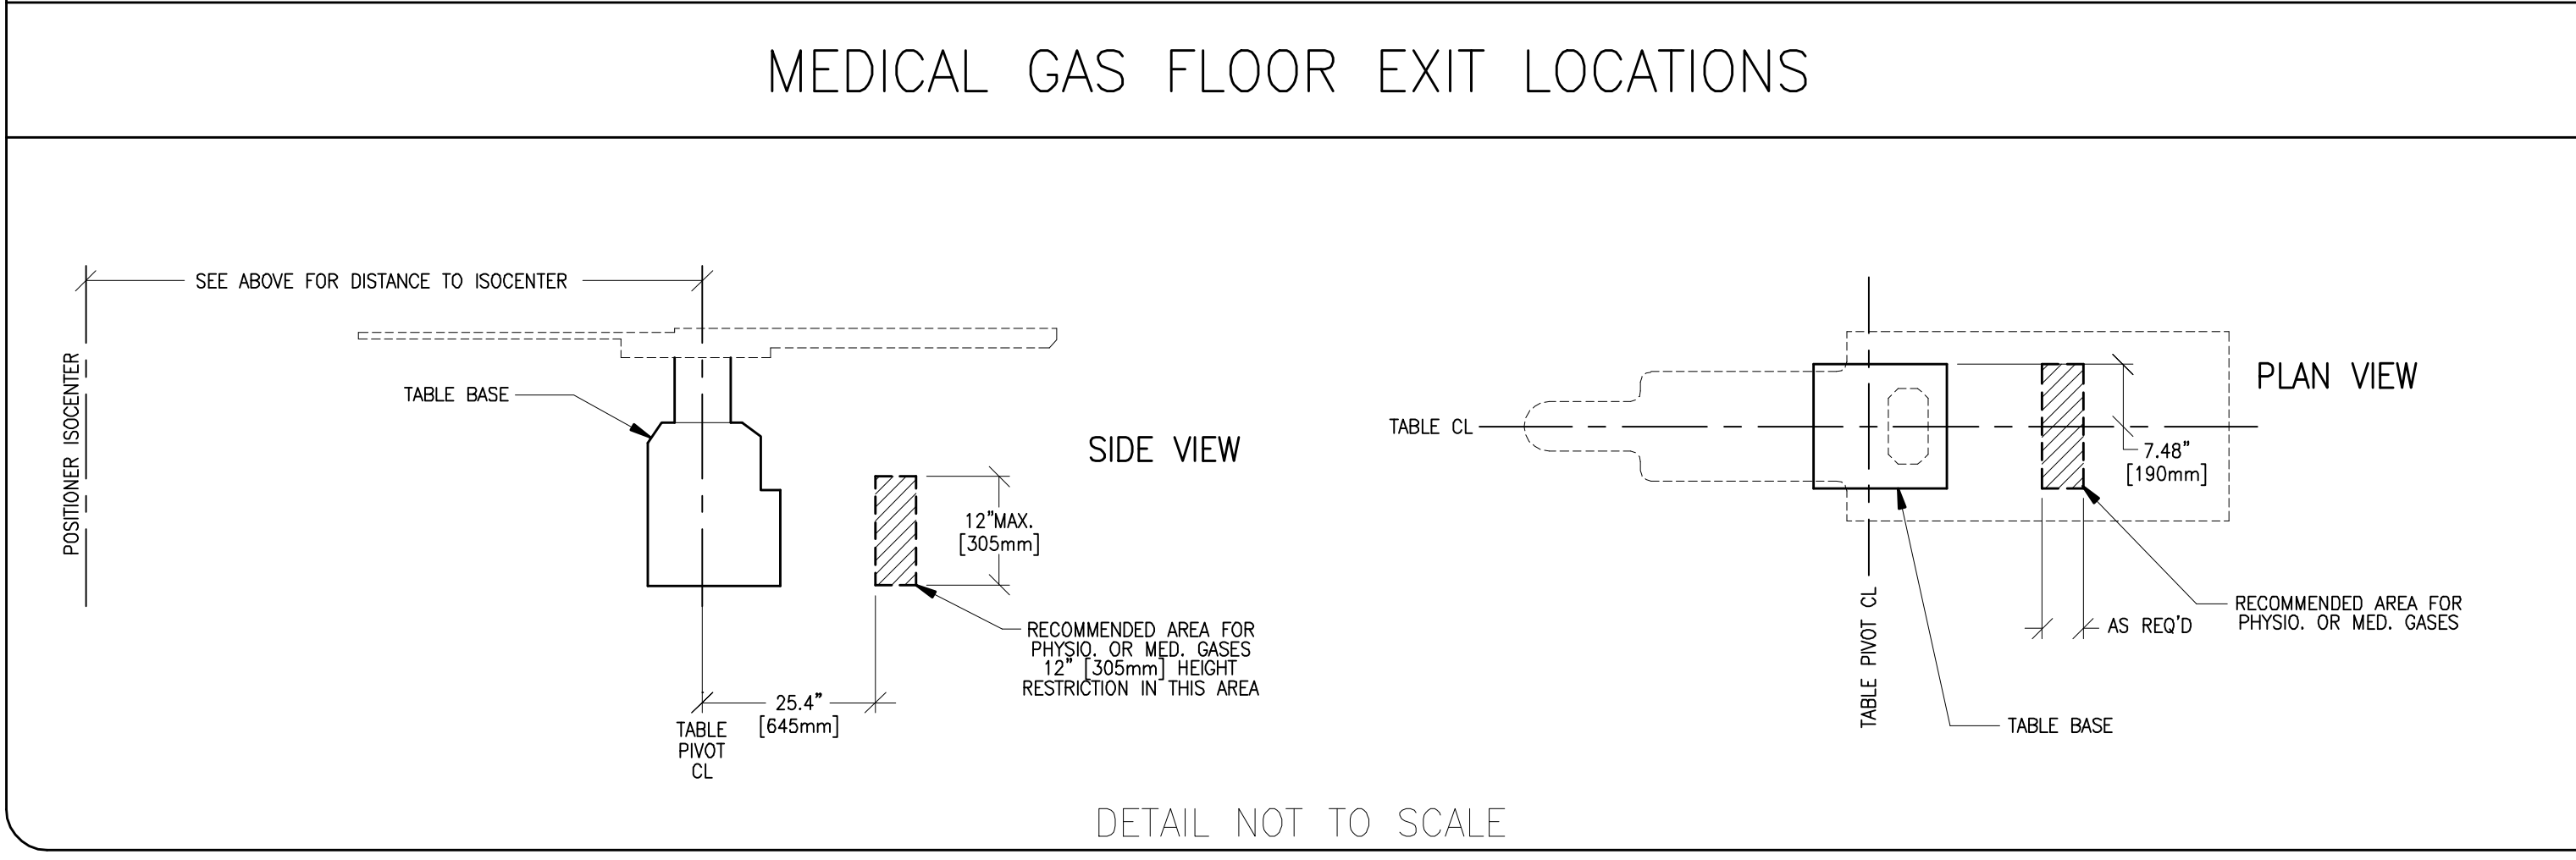 MEDICAL GAS FLOOR EXIT LOCATIONS
SEE ABOVE FOR DISTANCE TO ISOCENTER
POSITIONER ISOCENTER
TABLE BASE
SIDE VIEW
12"MAX.
[305mm]
RECOMMENDED AREA FOR
PHYSIO. OR MED. GASES
12" [305mm] HEIGHT
RESTRICTION IN THIS AREA
25.4"
[645mm]
TABLE
PIVOT
CL
PLAN VIEW
TABLE CL
7.48"
[190mm]
RECOMMENDED AREA FOR
PHYSIO. OR MED. GASES
AS REQ'D
TABLE PIVOT CL
TABLE BASE
DETAIL NOT TO SCALE